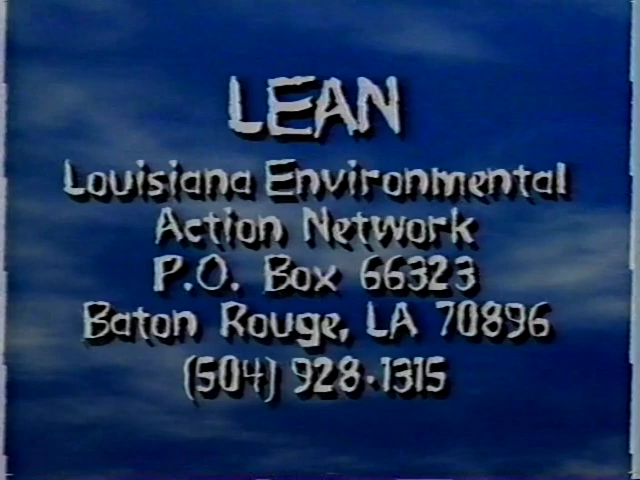 LEAN
Louisiana Environmental
Action Network
P.O. Box 66323
Baton Rouge, LA 70896
(504) 928-1315